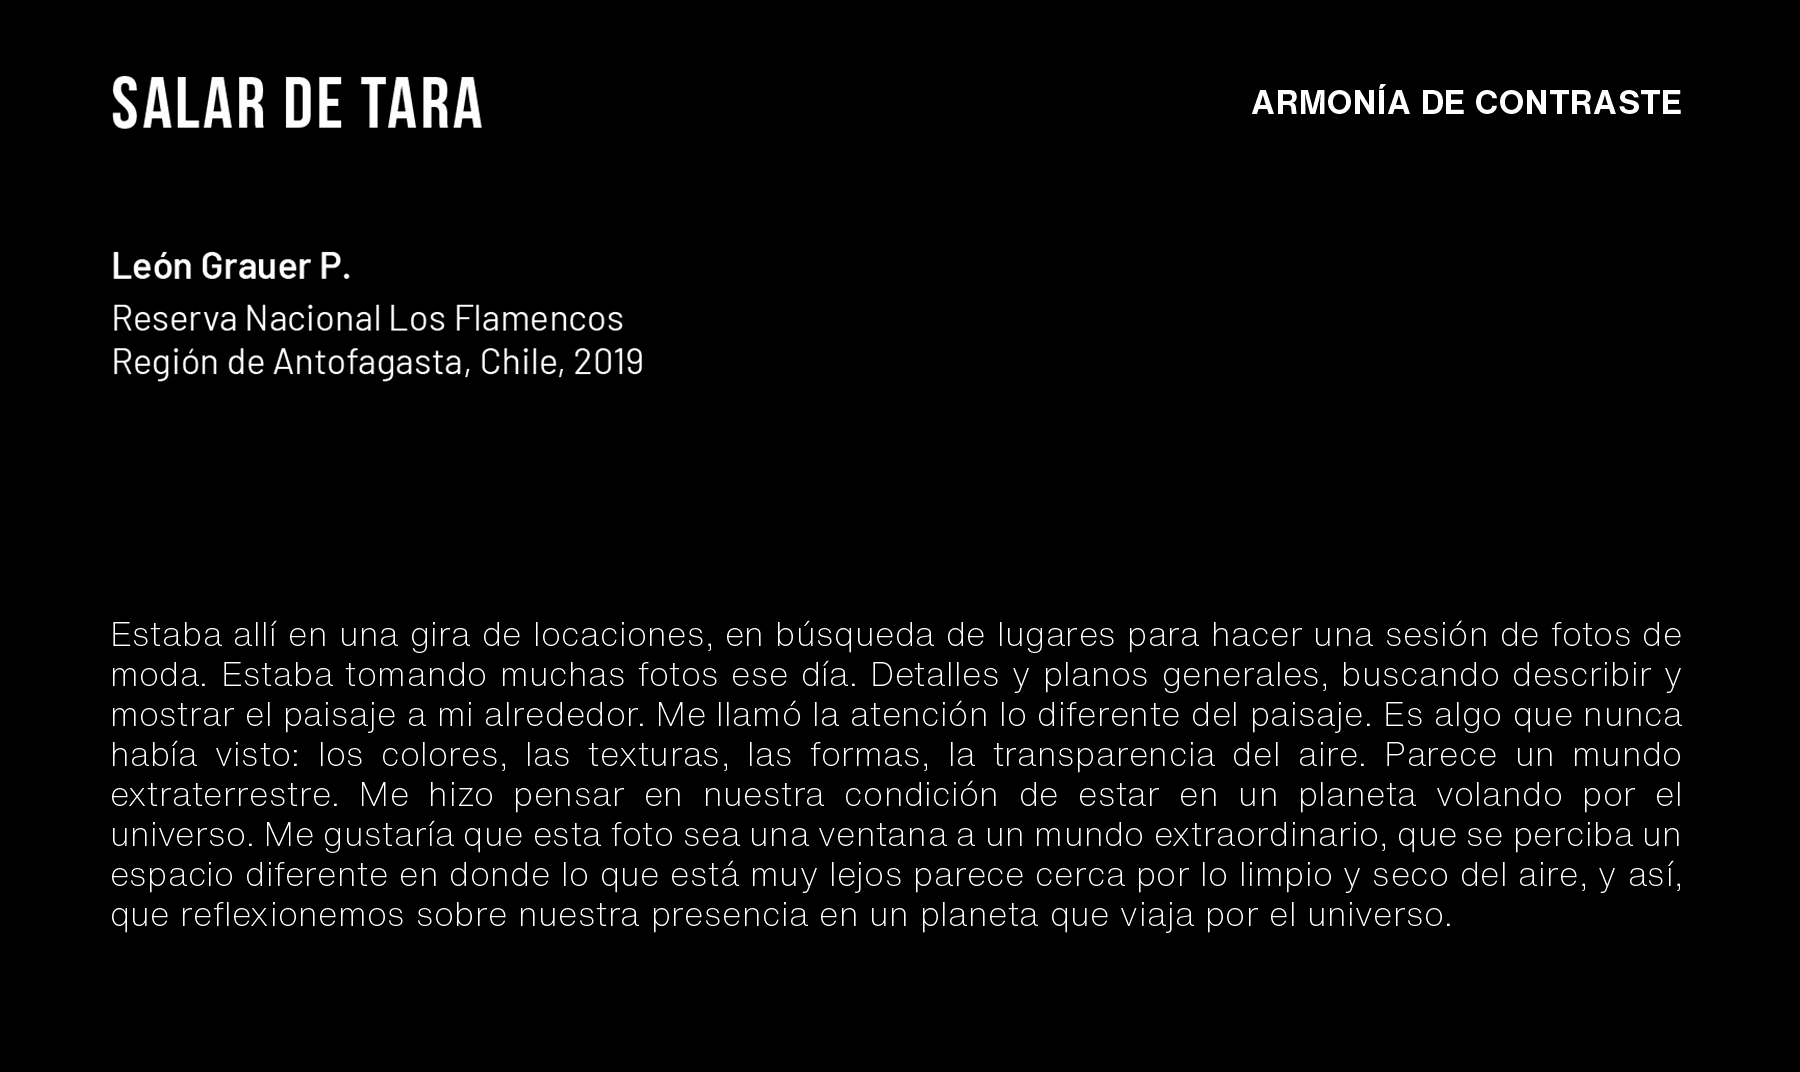 SALAR DE TARA
ARMONÍA DE CONTRASTE
León Grauer P.
Reserva Nacional Los Flamencos
Región de Antofagasta, Chile, 2019
Estaba allí en una gira de locaciones, en búsqueda de lugares para hacer una sesión de fotos de
moda. Estaba tomando muchas fotos ese día. Detalles y planos generales, buscando describir y
mostrar el paisaje a mi alrededor. Me llamó la atención lo diferente del paisaje. Es algo que nunca
había visto: los colores, las texturas, las formas, la transparencia del aire. Parece un mundo
extraterrestre. Me hizo pensar en nuestra condición de estar en un planeta volando por el
universo. Me gustaría que esta foto sea una ventana a un mundo extraordinario, que se perciba un
espacio diferente en donde lo que está muy lejos parece cerca por lo limpio y seco del aire, y así,
que reflexionemos sobre nuestra presencia en un planeta que viaja por el universo.